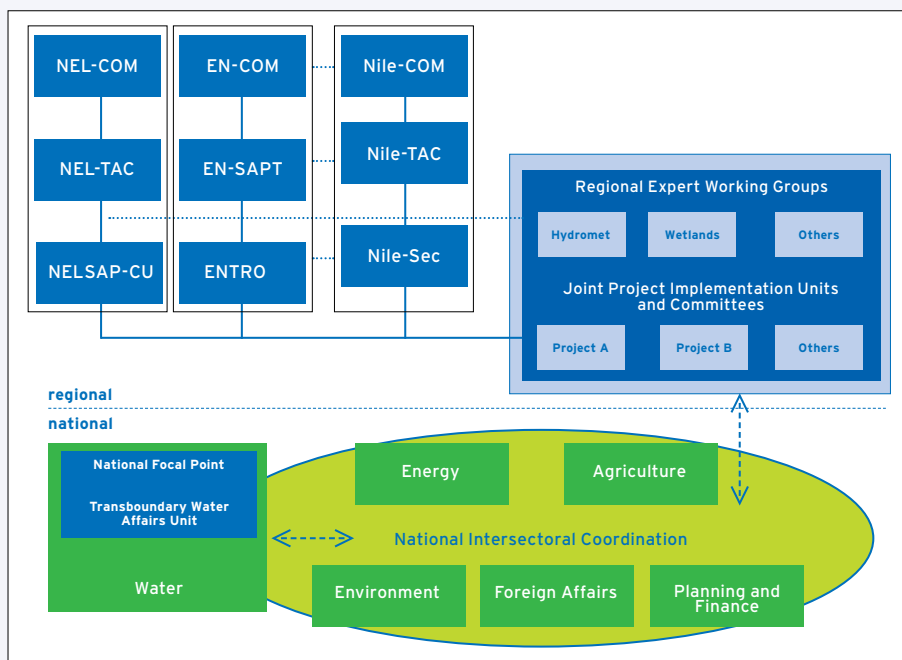 NEL-COM
EN-COM
Nile-COM
NEL-TAC
EN-SAPT
Nile-TAC
NELSAP-CU
ENTRO
Nile-Sec
Regional Expert Working Groups
Hydromet
Wetlands
Others
Joint Project Implementation Units
and Committees
Project A
Project B
Others
regional
national
National Focal Point
Transboundary Water
Affairs Unit
Water
Energy
Agriculture
National Intersectoral Coordination
Environment
Foreign Affairs
Planning and
Finance